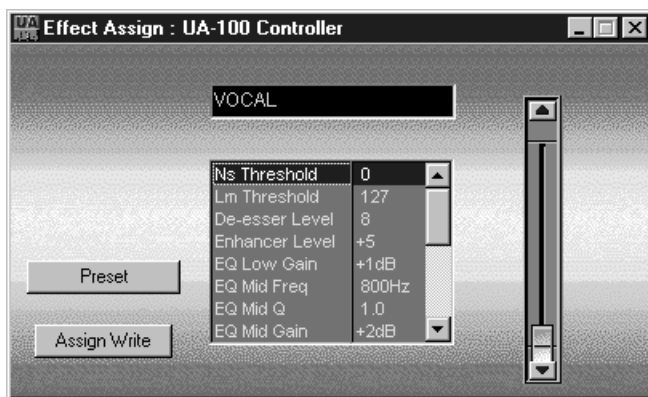 Effect Assign : UA-100 Controller
VOCAL
Ns Threshold 0
Lm Threshold 127
De-esser Level 8
Enhancer Level +5
EQ Low Gain +1dB
EQ Mid Freq 800Hz
EQ Mid Q 1.0
EQ Mid Gain +2dB
Preset
Assign Write